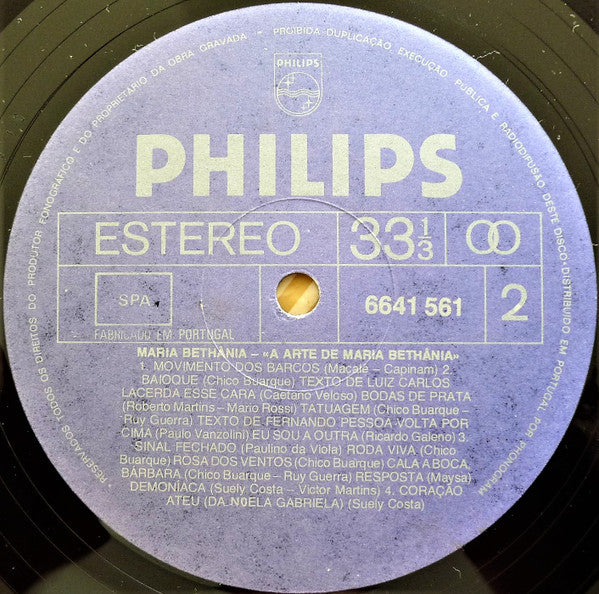 RESERVADOS TODOS OS DIREITOS DO PRODUTOR FONOGRÁFICO E DO PROPRIETÁRIO DA OBRA GRAVADA - PROIBIDA DUPLICAÇÃO, EXECUÇÃO PUBLICA E RADIODIFUSÃO DESTE DISCO • DISTRIBUIDO EM PORTUGAL POR PHONOGRAM
PHILIPS
PHILIPS
ESTEREO
33 1/3
SPA
6641 561
2
FABRICADO EM PORTUGAL
MARIA BETHÂNIA – «A ARTE DE MARIA BETHÂNIA»
1. MOVIMENTO DOS BARCOS (Macalé – Capinam) 2.
BAIOQUE (Chico Buarque) TEXTO DE LUIZ CARLOS
LACERDA ESSE CARA (Caetano Veloso) BODAS DE PRATA
(Roberto Martins – Mario Rossi) TATUAGEM (Chico Buarque –
Ruy Guerra) TEXTO DE FERNANDO PESSOA-VOLTA POR
CIMA (Paulo Vanzolini) EU SOU A OUTRA (Ricardo Galeno) 3.
SINAL FECHADO (Paulino da Viola) RODA VIVA (Chico
Buarque) ROSA DOS VENTOS (Chico Buarque) CALA A BOCA,
BÁRBARA (Chico Buarque – Ruy Guerra) RESPOSTA (Maysa)
DEMONÍACA (Suely Costa – Victor Martins) 4. CORAÇÃO
ATEU (DA N0ELA GABRIELA) (Suely Costa)